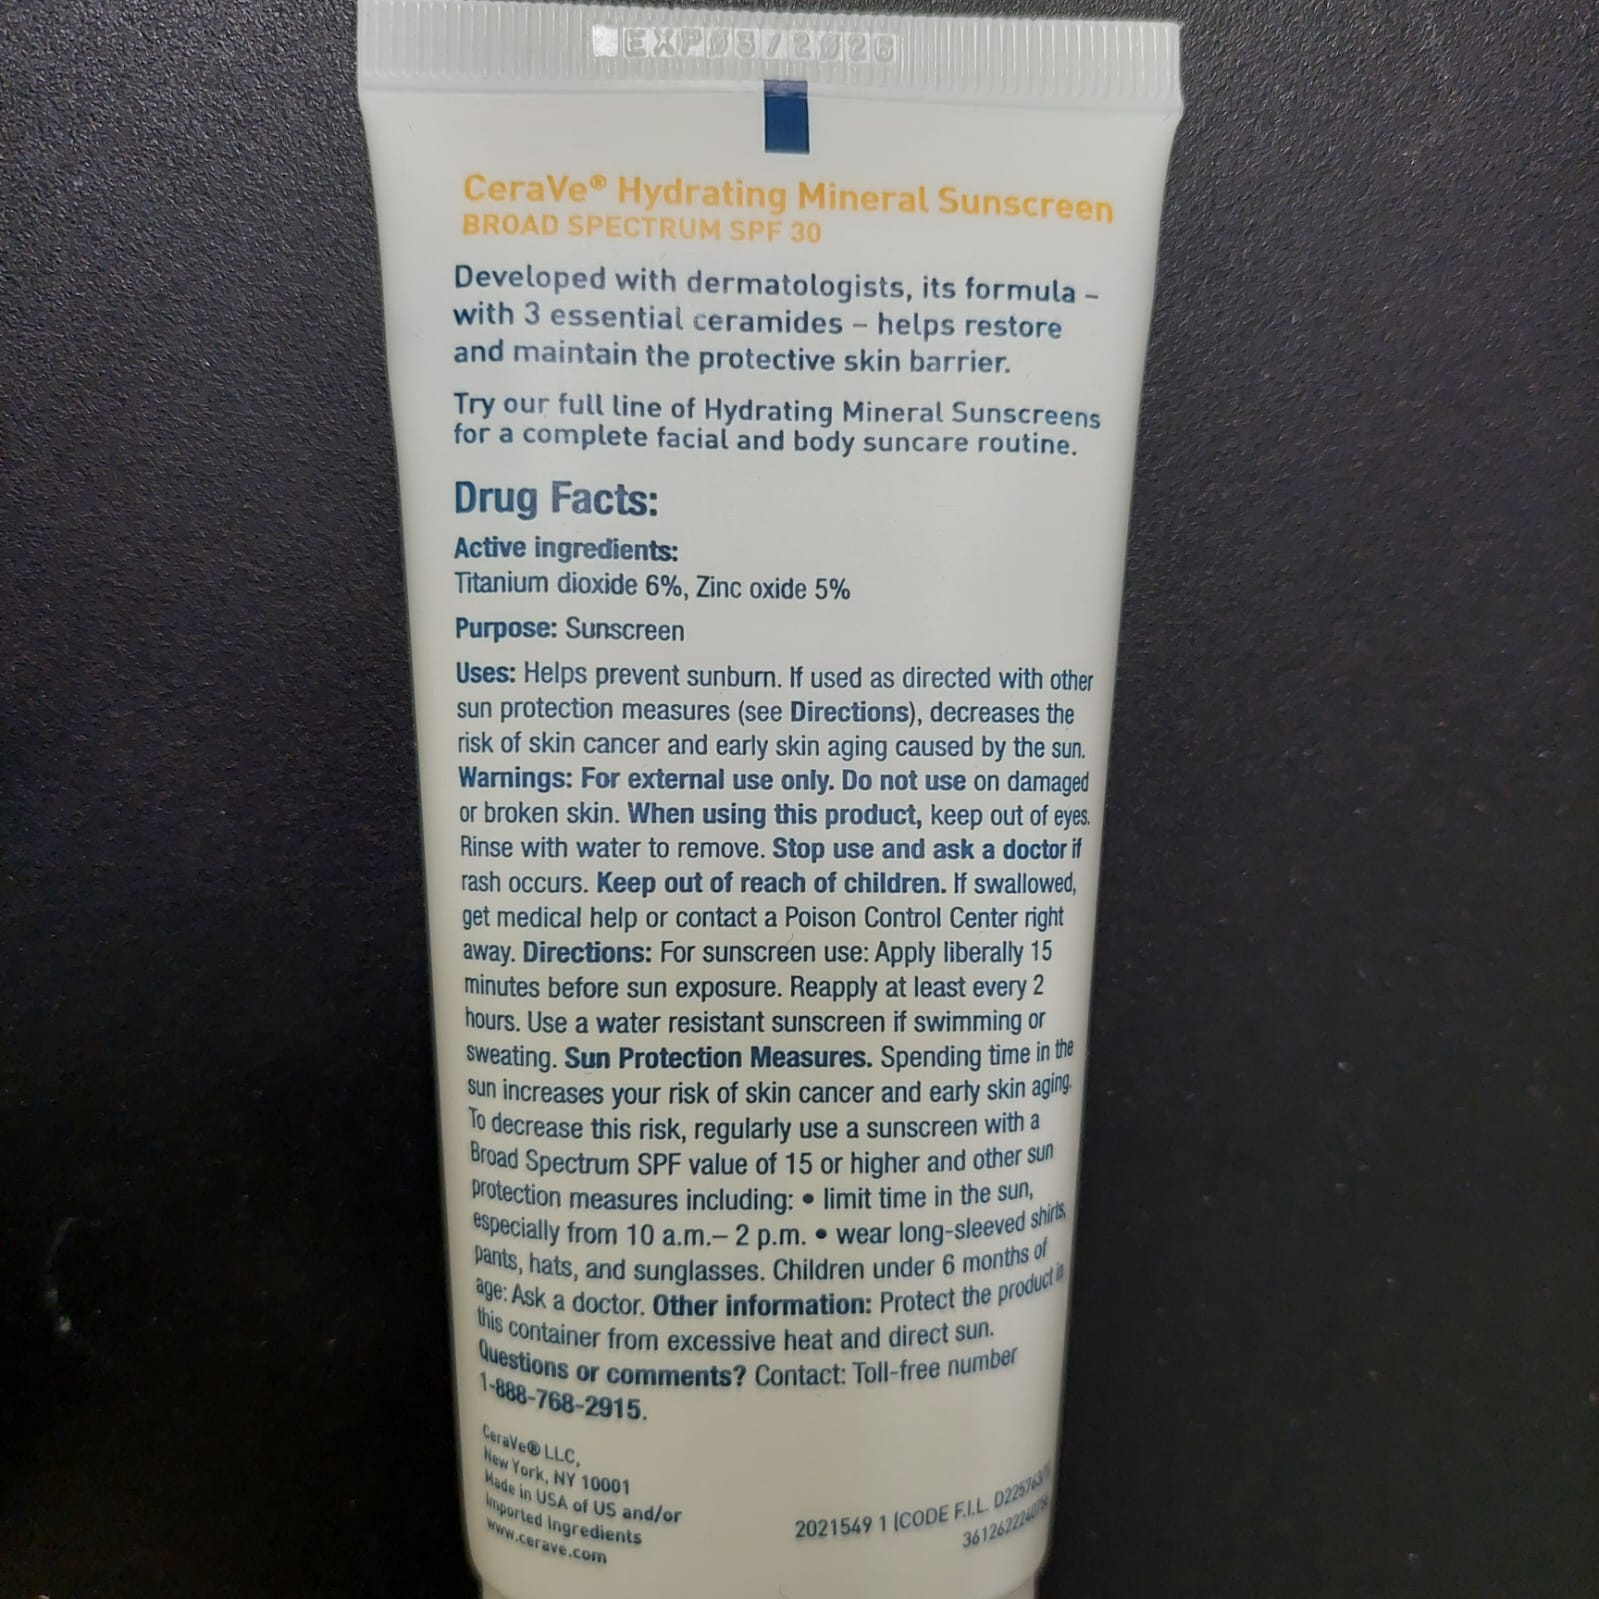 EXP03/2026
CeraVe® Hydrating Mineral Sunscreen
BROAD SPECTRUM SPF 30
Developed with dermatologists, its formula –
with 3 essential ceramides – helps restore
and maintain the protective skin barrier.
Try our full line of Hydrating Mineral Sunscreens
for a complete facial and body suncare routine.
Drug Facts:
Active ingredients:
Titanium dioxide 6%, Zinc oxide 5%
Purpose: Sunscreen
Uses: Helps prevent sunburn. If used as directed with other
sun protection measures (see Directions), decreases the
risk of skin cancer and early skin aging caused by the sun.
Warnings: For external use only. Do not use on damaged
or broken skin. When using this product, keep out of eyes.
Rinse with water to remove. Stop use and ask a doctor if
rash occurs. Keep out of reach of children. If swallowed,
get medical help or contact a Poison Control Center right
away. Directions: For sunscreen use: Apply liberally 15
minutes before sun exposure. Reapply at least every 2
hours. Use a water resistant sunscreen if swimming or
sweating. Sun Protection Measures. Spending time in the
sun increases your risk of skin cancer and early skin aging.
To decrease this risk, regularly use a sunscreen with a
Broad Spectrum SPF value of 15 or higher and other sun
protection measures including: • limit time in the sun,
especially from 10 a.m.– 2 p.m. • wear long-sleeved shirts,
pants, hats, and sunglasses. Children under 6 months of
age: Ask a doctor. Other information: Protect the product in
this container from excessive heat and direct sun.
Questions or comments? Contact: Toll-free number
1-888-768-2915.
CeraVe® LLC,
New York, NY 10001
Made in USA of US and/or
Imported Ingredients
www.cerave.com
2021549 1 (CODE F.I.L.